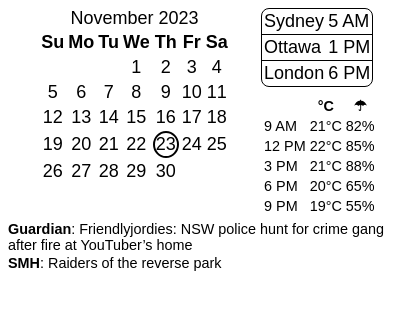 November 2023
Su Mo Tu We Th Fr Sa
1 2 3 4
5 6 7 8 9 10 11
12 13 14 15 16 17 18
19 20 21 22 23 24 25
26 27 28 29 30
Sydney 5 AM
Ottawa 1 PM
London 6 PM
°C ☂
9 AM 21°C 82%
12 PM 22°C 85%
3 PM 21°C 88%
6 PM 20°C 65%
9 PM 19°C 55%
Guardian: Friendlyjordies: NSW police hunt for crime gang
after fire at YouTuber’s home
SMH: Raiders of the reverse park